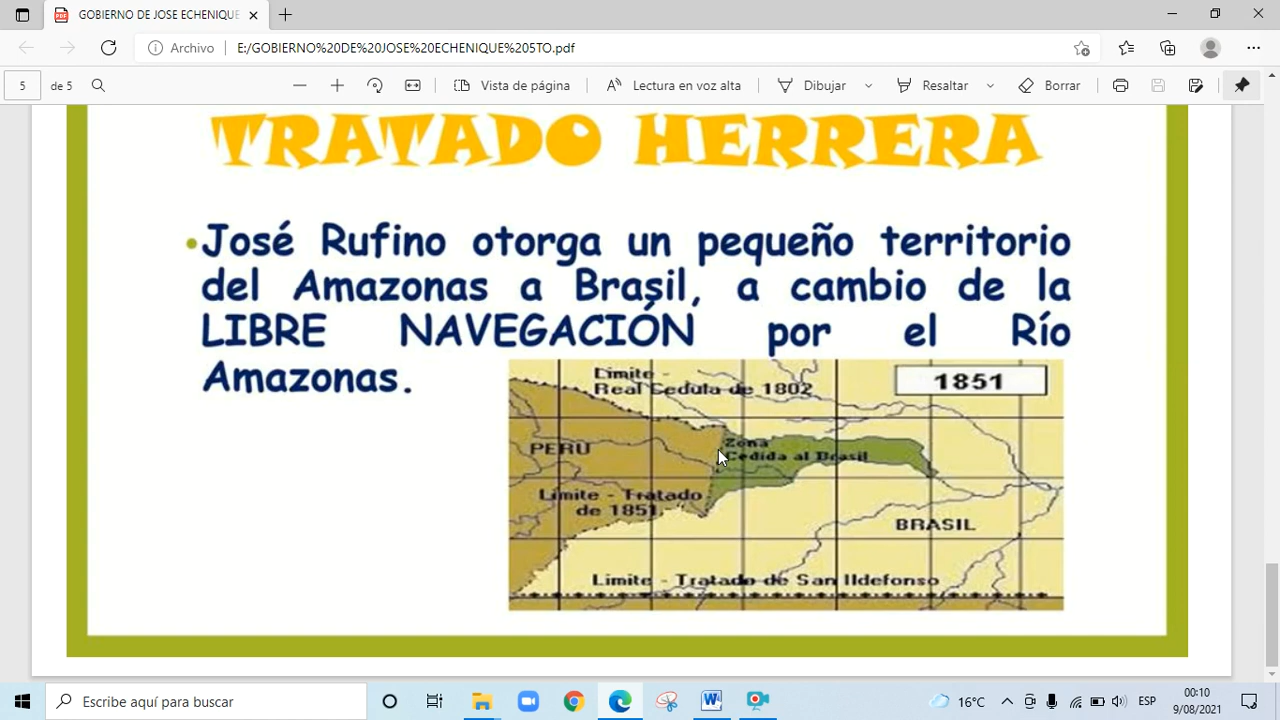 GOBIERNO DE JOSE ECHENIQUE
Archivo
E:/GOBIERNO%20DE%20JOSE%20ECHENIQUE%205TO.pdf
5 de 5
Vista de página
Lectura en voz alta
Dibujar
Resaltar
Borrar
TRATADO HERRERA
• José Rufino otorga un pequeño territorio
del Amazonas a Brasil, a cambio de la
LIBRE NAVEGACIÓN por el Río
Amazonas.
Limite -
Real Cedula de 1802
1851
Zona
Cedida al Brasil
PERU
Limite - Tratado
de 1851
BRASIL
Limite - Tratado de San Ildefonso
Escribe aquí para buscar
16°C
ESP
00:10
9/08/2021